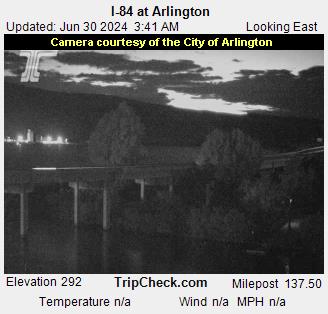 I-84 at Arlington
Updated: Jun 30 2024 3:41 AM Looking East
Camera courtesy of the City of Arlington
Elevation 292 TripCheck.com Milepost 137.50
Temperature n/a Wind n/a MPH n/a